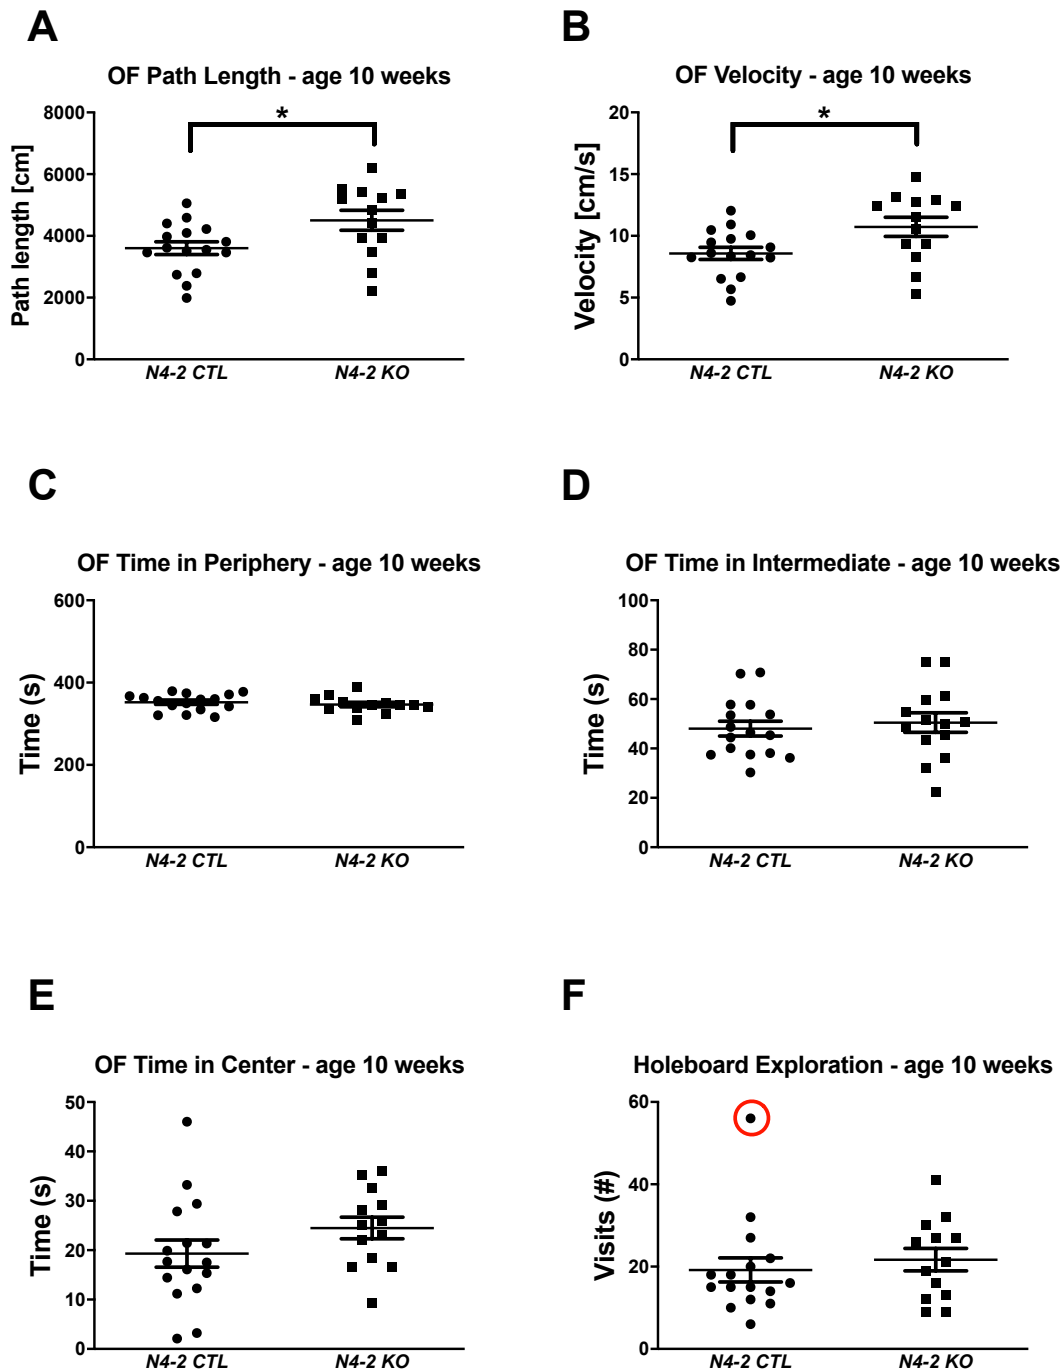 A
OF Path Length - age 10 weeks
Path length [cm]
8000
6000
4000
2000
0
*
N4-2 CTL
N4-2 KO
B
OF Velocity - age 10 weeks
Velocity [cm/s]
20
15
10
5
0
*
N4-2 CTL
N4-2 KO
C
OF Time in Periphery - age 10 weeks
Time (s)
600
400
200
0
N4-2 CTL
N4-2 KO
D
OF Time in Intermediate - age 10 weeks
Time (s)
100
80
60
40
20
0
N4-2 CTL
N4-2 KO
E
OF Time in Center - age 10 weeks
Time (s)
50
40
30
20
10
0
N4-2 CTL
N4-2 KO
F
Holeboard Exploration - age 10 weeks
Visits (#)
60
40
20
0
N4-2 CTL
N4-2 KO